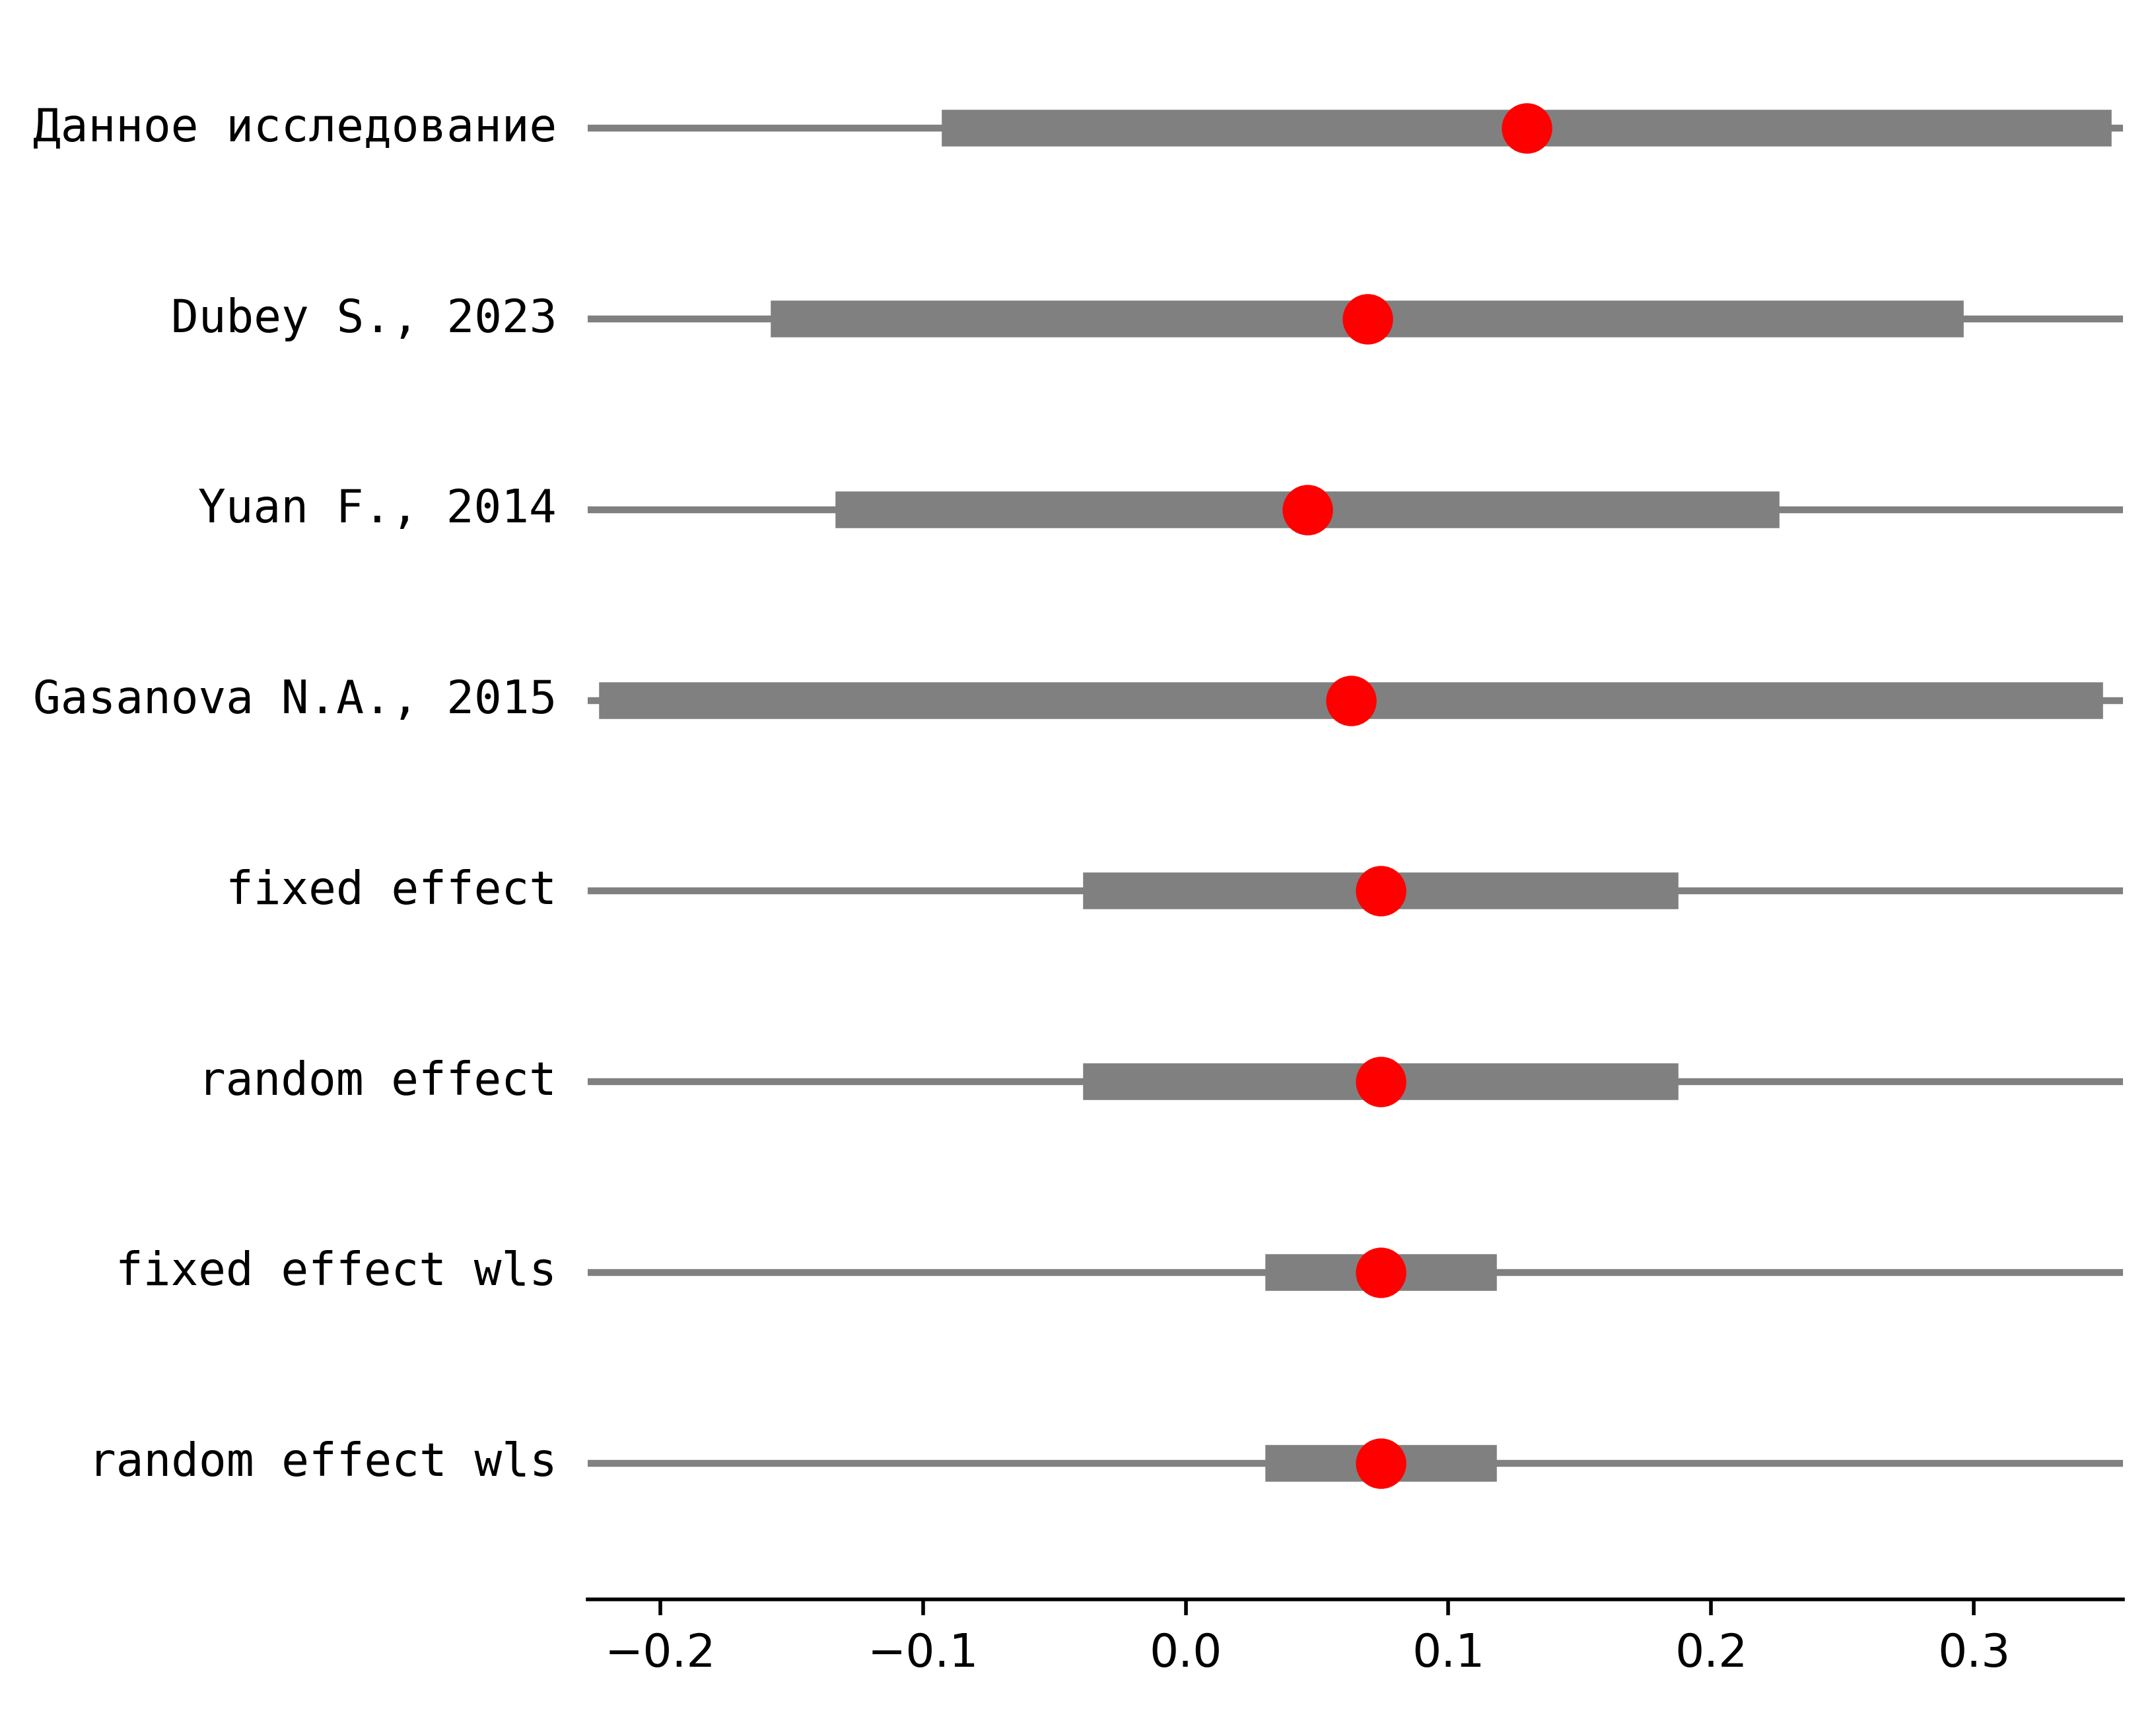 Данное исследование
Dubey S., 2023
Yuan F., 2014
Gasanova N.A., 2015
fixed effect
random effect
fixed effect wls
random effect wls
−0.2 −0.1 0.0 0.1 0.2 0.3